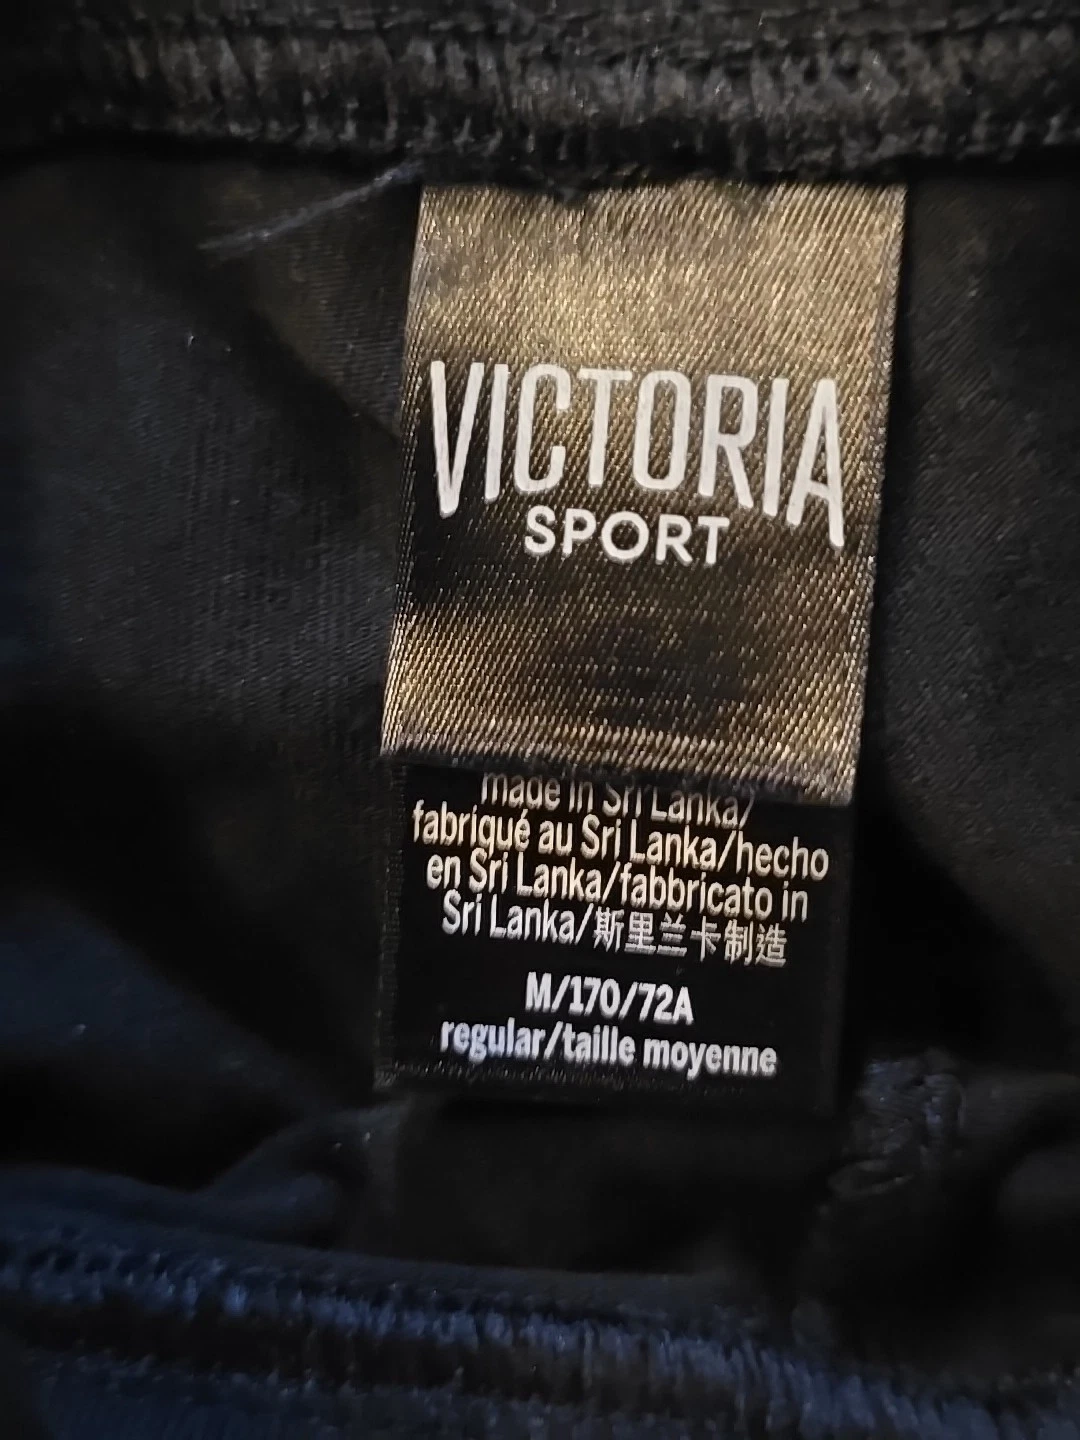 VICTORIA
SPORT
made in Sri Lanka/
fabriqué au Sri Lanka/hecho
en Sri Lanka/fabbricato in
Sri Lanka/斯里兰卡制造
M/170/72A
regular/taille moyenne